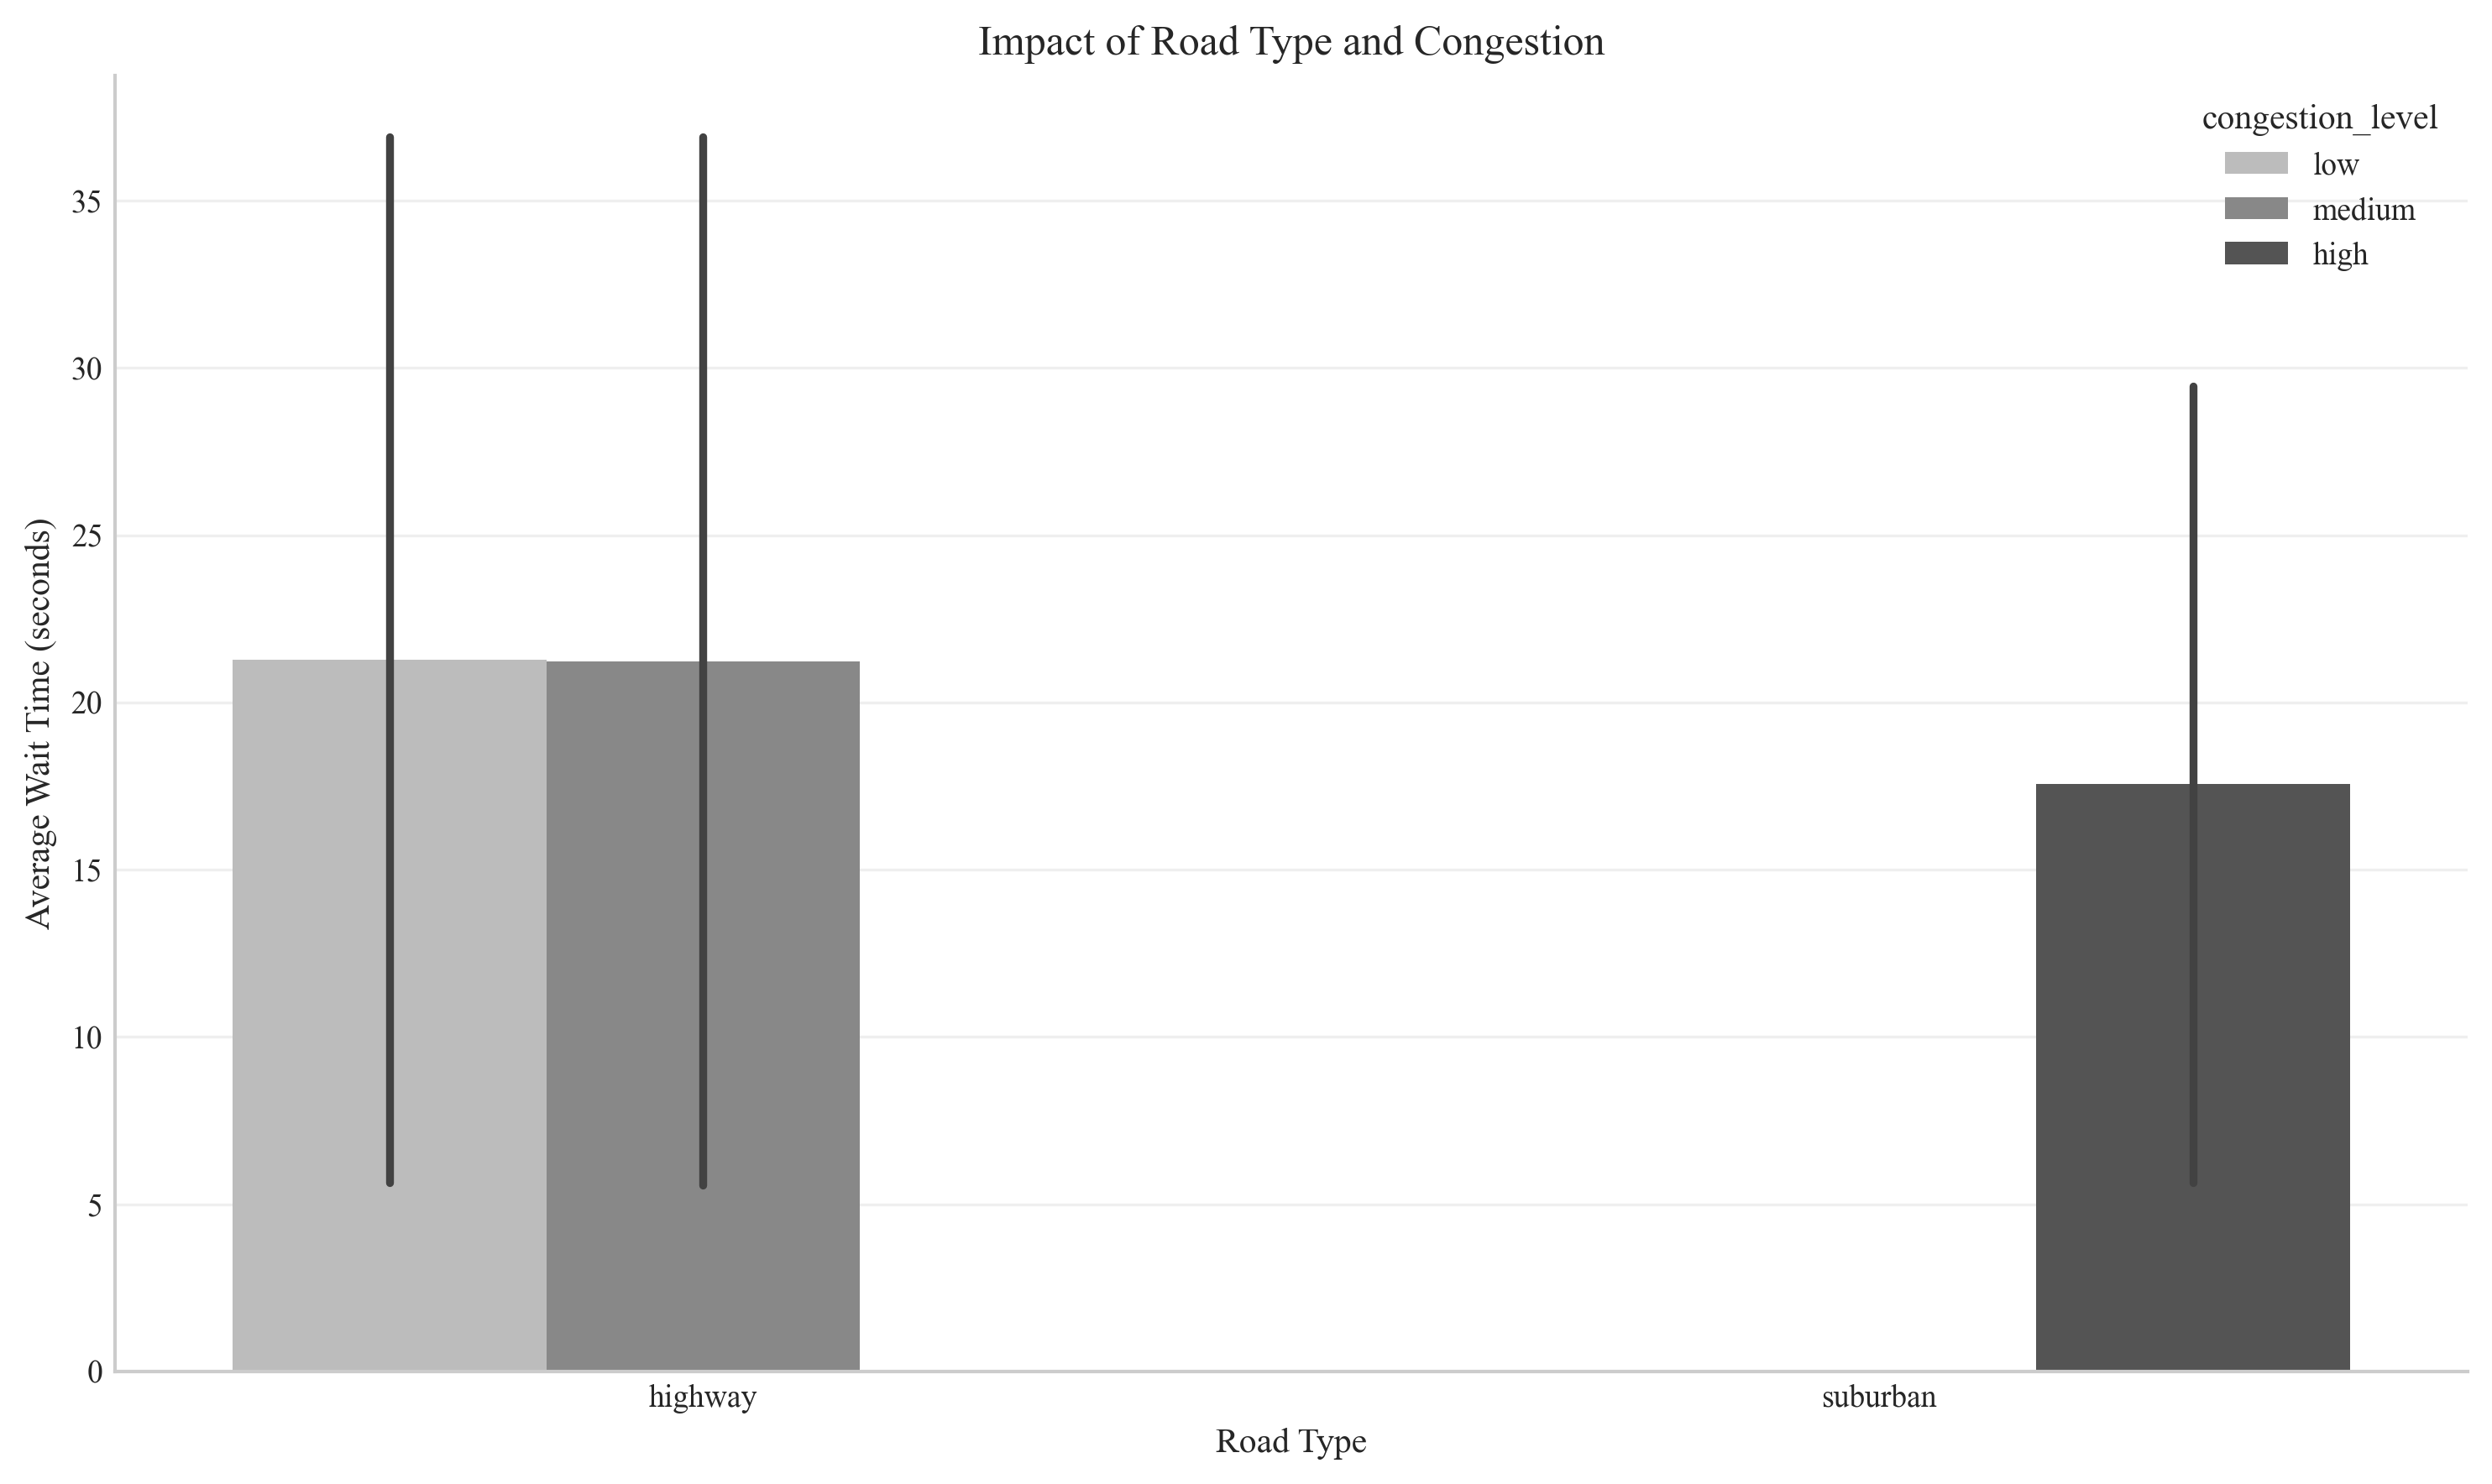 Impact of Road Type and Congestion
congestion_level
low
medium
high
Average Wait Time (seconds)
35
30
25
20
15
10
5
0
highway
suburban
Road Type